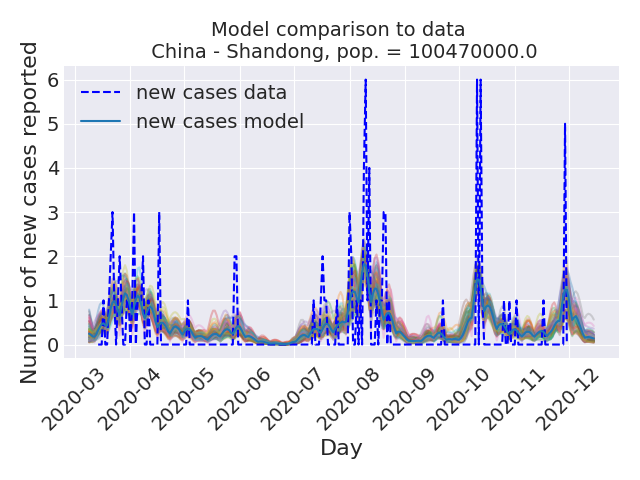 Model comparison to data
China - Shandong, pop. = 100470000.0
Number of new cases reported
6
5
4
3
2
1
0
new cases data
new cases model
2020-03
2020-04
2020-05
2020-06
2020-07
2020-08
2020-09
2020-10
2020-11
2020-12
Day